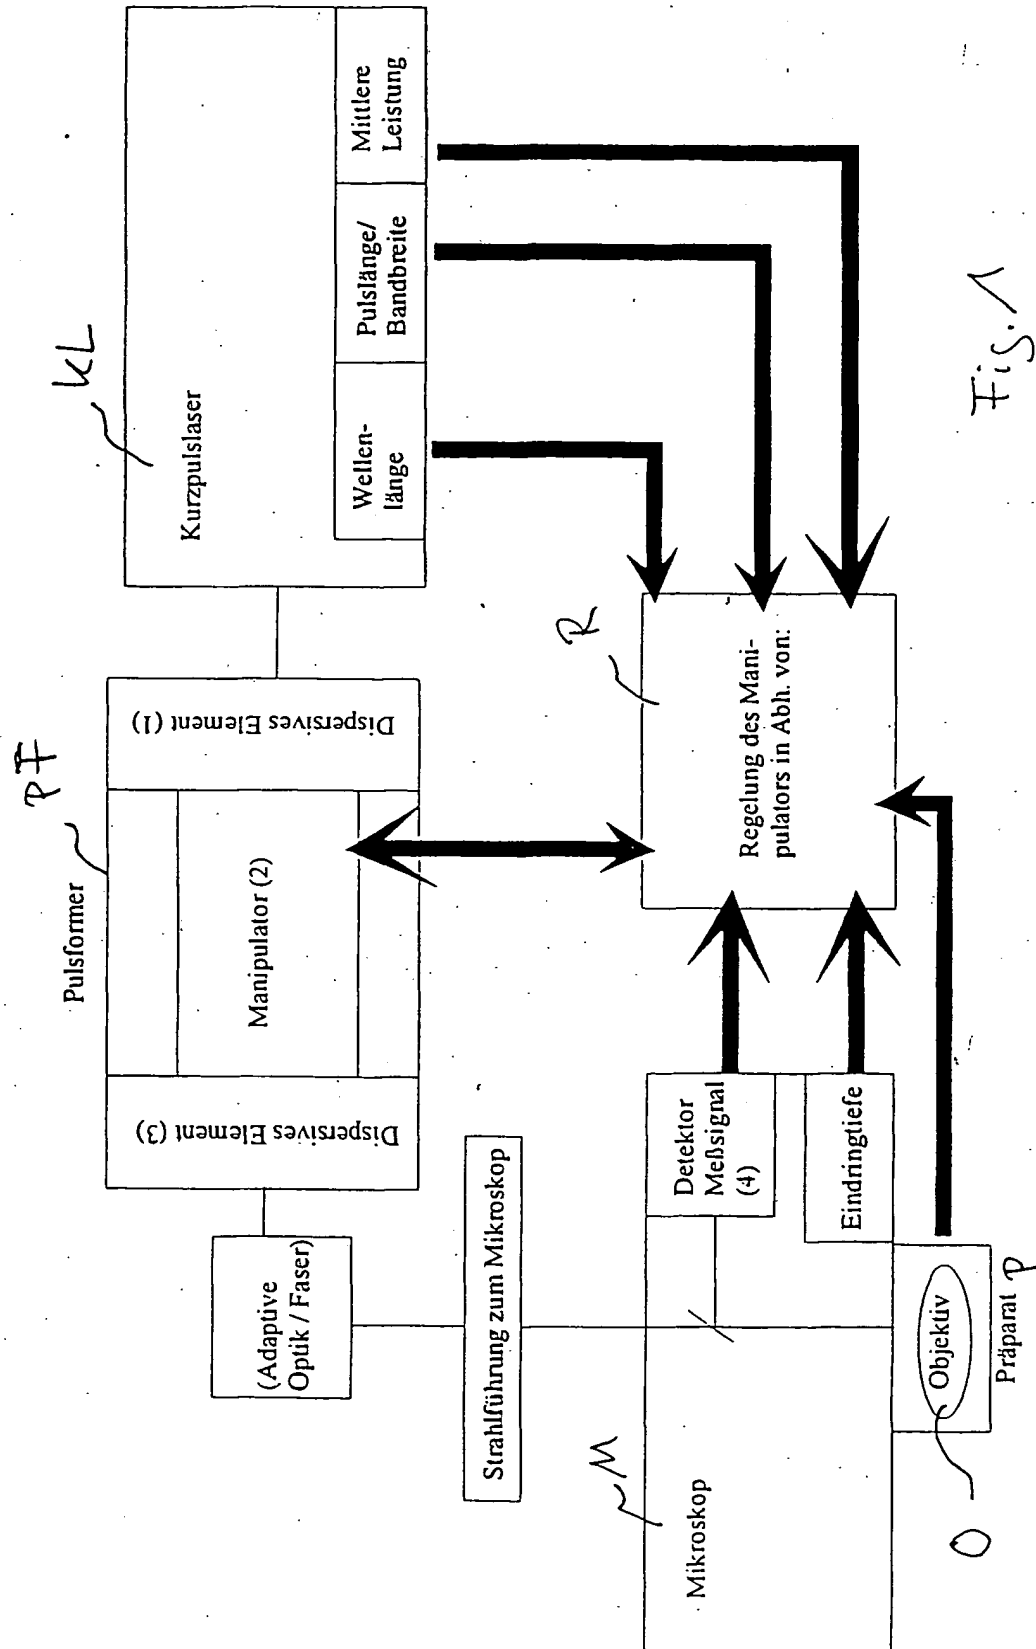 Kurzpulslaser
KL
Wellen-
länge
Pulslänge/
Bandbreite
Mittlere
Leistung
Pulsformer
PF
Dispersives Element (1)
Manipulator (2)
Dispersives Element (3)
(Adaptive
Optik / Faser)
Strahlführung zum Mikroskop
R
Regelung des Mani-
pulators in Abh. von:
M
Mikroskop
Detektor
Meßsignal
(4)
Eindringtiefe
Objektiv
O
Präparat P
Fig. 1